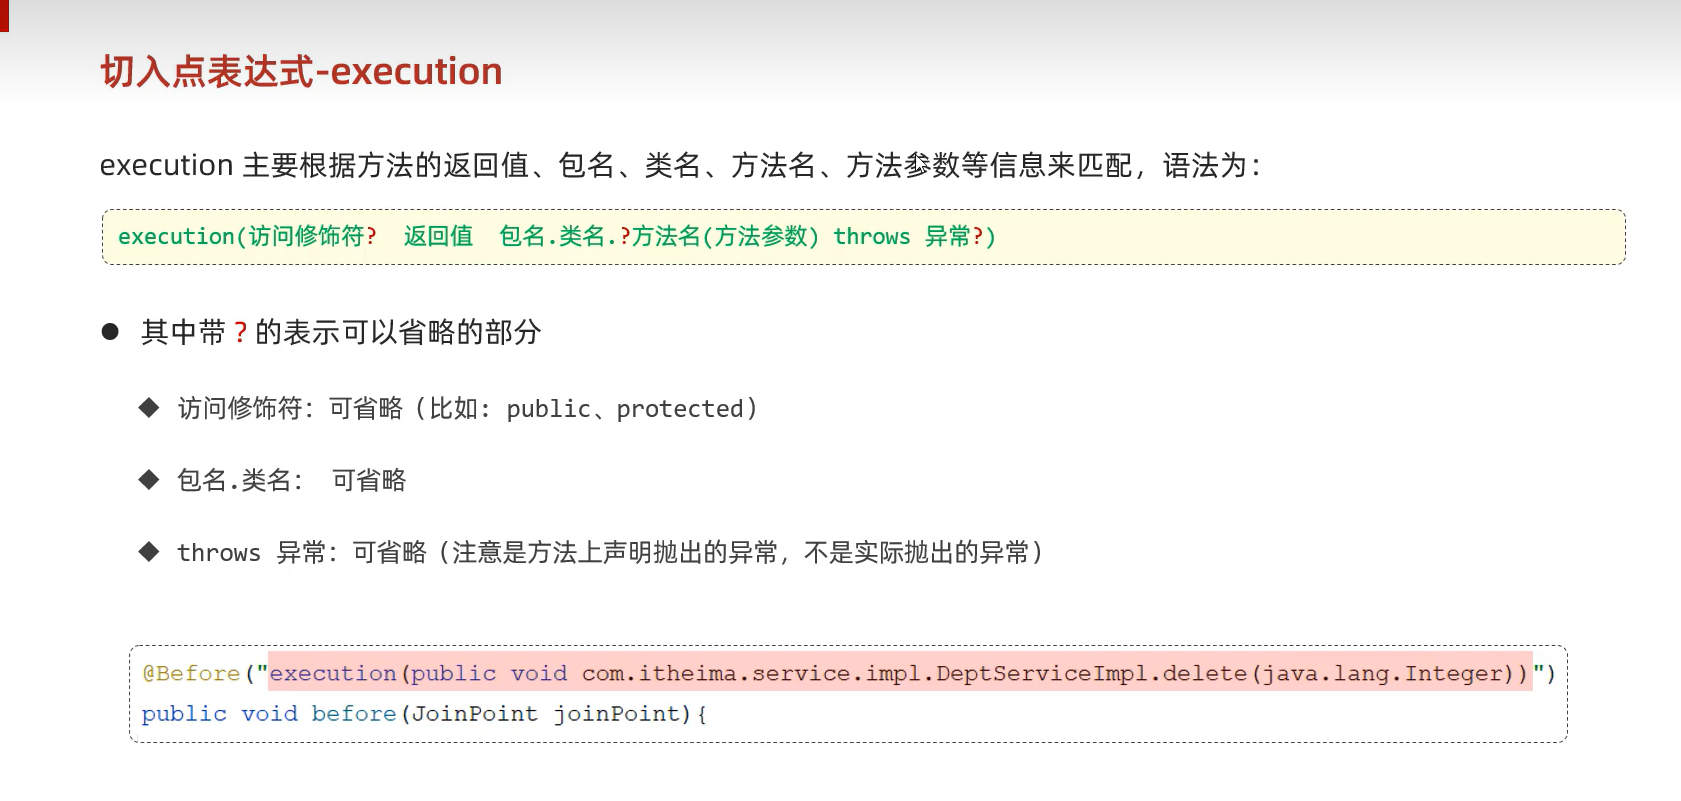 切入点表达式-execution
execution 主要根据方法的返回值、包名、类名、方法名、方法参数等信息来匹配，语法为：
execution(访问修饰符?  返回值  包名.类名.?方法名(方法参数) throws 异常?)
● 其中带 ? 的表示可以省略的部分
◆ 访问修饰符：可省略（比如: public、protected）
◆ 包名.类名： 可省略
◆ throws 异常：可省略（注意是方法上声明抛出的异常，不是实际抛出的异常）
@Before("execution(public void com.itheima.service.impl.DeptServiceImpl.delete(java.lang.Integer))")
public void before(JoinPoint joinPoint){